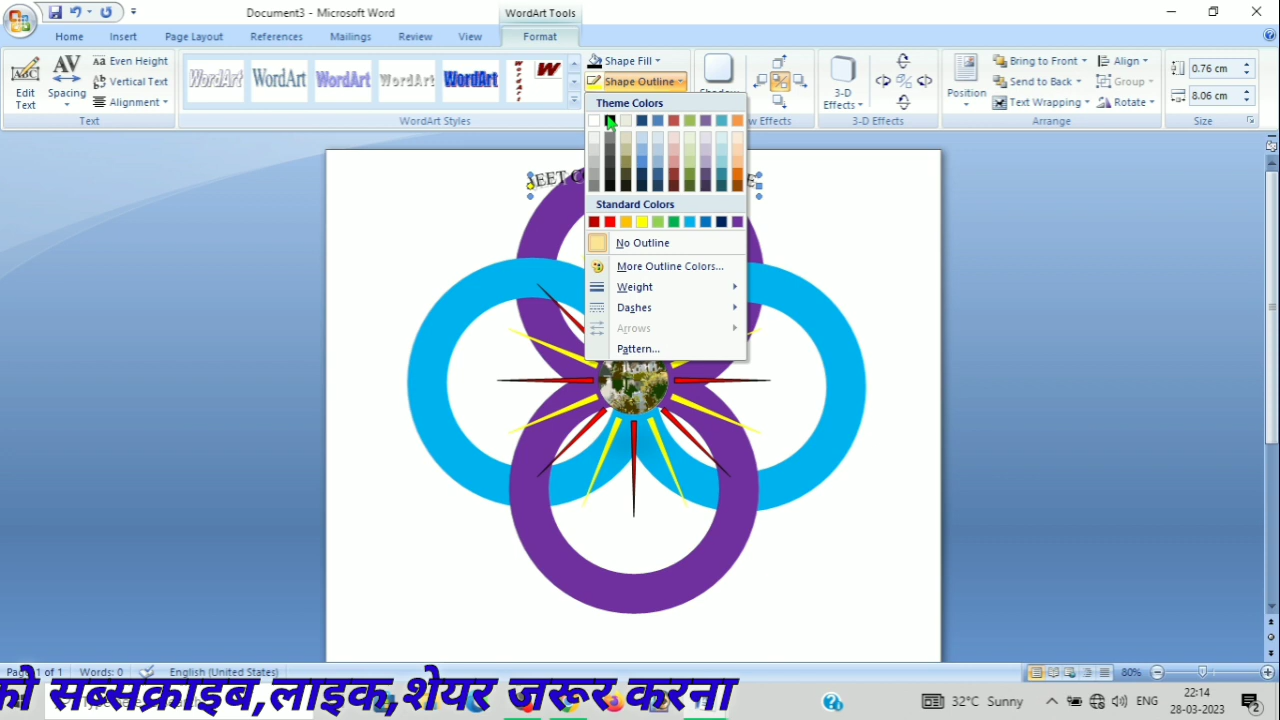 Document3 - Microsoft Word
WordArt Tools
Home Insert Page Layout References Mailings Review View Format
Edit Text
Spacing
Even Height
Vertical Text
Alignment
Text
WordArt WordArt WordArt WordArt WordArt
WordArt Styles
Shape Fill
Shape Outline
3-D Effects
3-D Effects
Position
Bring to Front
Send to Back
Text Wrapping
Align
Group
Rotate
Arrange
0.76 cm
8.06 cm
Size
Theme Colors
Standard Colors
No Outline
More Outline Colors...
Weight
Dashes
Arrows
Pattern...
JEET
Words: 0
English (United States)
80%
को सब्सक्राइब,लाइक,शेयर जरूर करना
32°C Sunny
ENG
22:14
28-03-2023